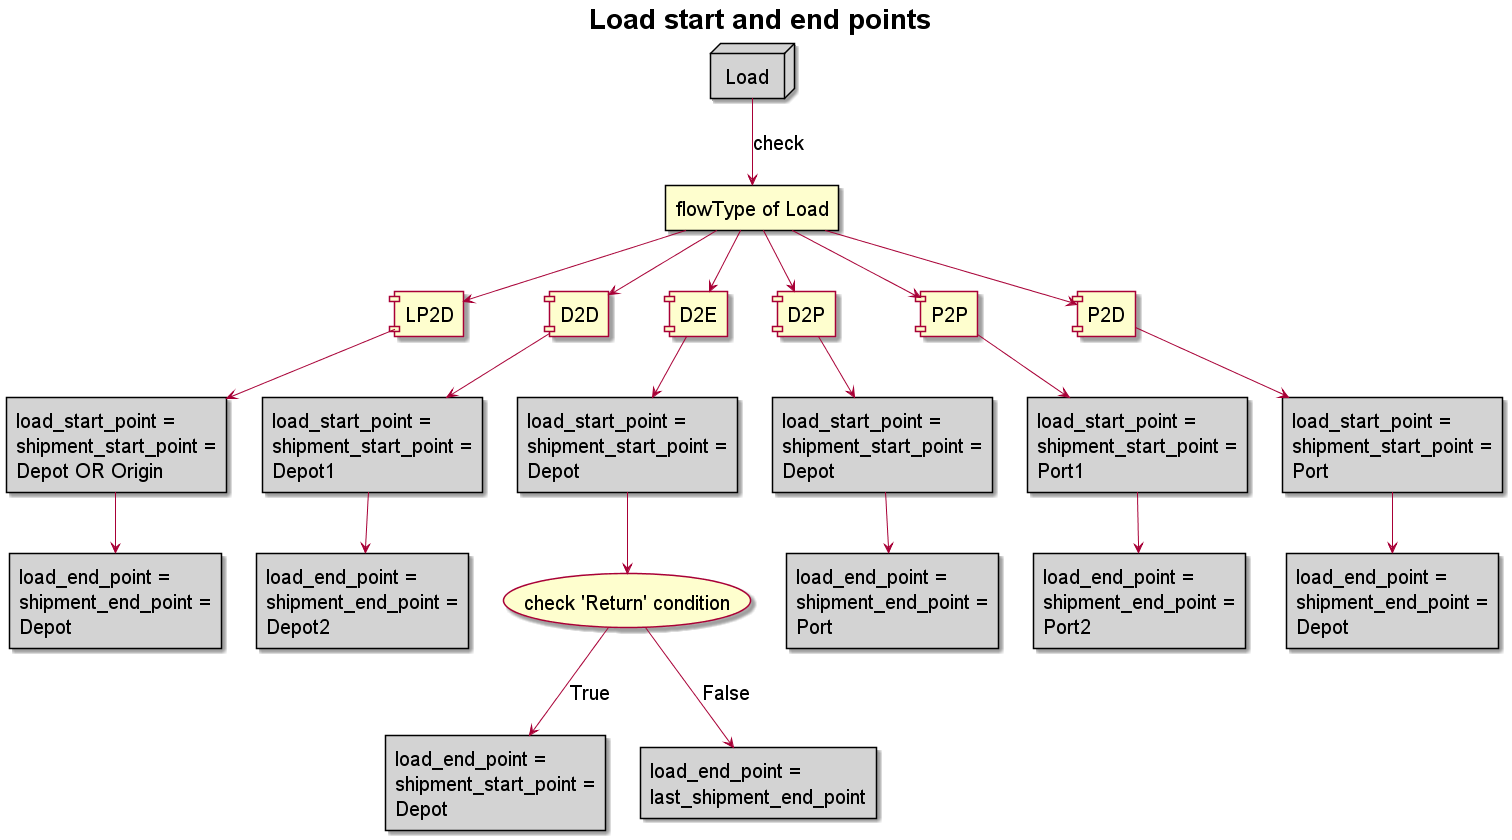 Load start and end points
Load
check
flowType of Load
LP2D
D2D
D2E
D2P
P2P
P2D
load_start_point =
shipment_start_point =
Depot OR Origin
load_start_point =
shipment_start_point =
Depot1
load_start_point =
shipment_start_point =
Depot
load_start_point =
shipment_start_point =
Depot
load_start_point =
shipment_start_point =
Port1
load_start_point =
shipment_start_point =
Port
load_end_point =
shipment_end_point =
Depot
load_end_point =
shipment_end_point =
Depot2
check 'Return' condition
load_end_point =
shipment_end_point =
Port
load_end_point =
shipment_end_point =
Port2
load_end_point =
shipment_end_point =
Depot
True
False
load_end_point =
shipment_start_point =
Depot
load_end_point =
last_shipment_end_point